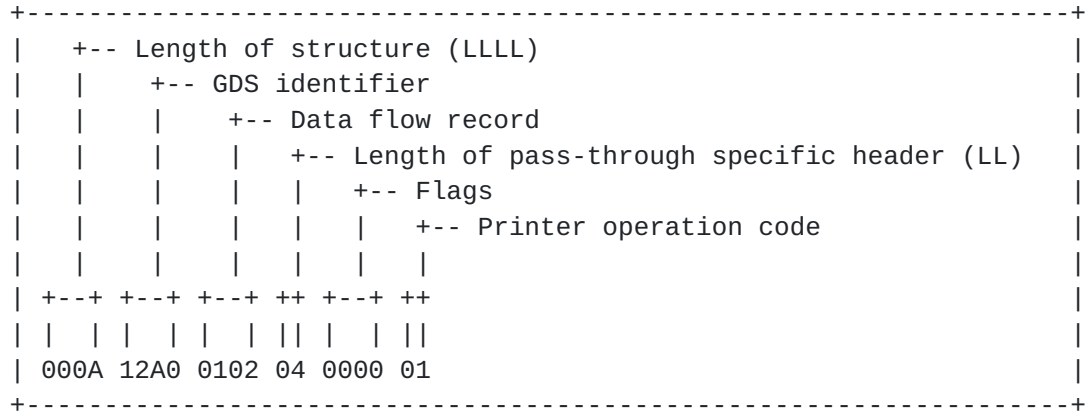 +-------------------------------------------------------------------+
|   +-- Length of structure (LLLL)                                  |
|   |    +-- GDS identifier                                         |
|   |    |    +-- Data flow record                                  |
|   |    |    |   +-- Length of pass-through specific header (LL)   |
|   |    |    |   |   +-- Flags                                     |
|   |    |    |   |   |   +-- Printer operation code                |
|   |    |    |   |   |   |                                         |
| +--+ +--+ +--+ ++ +--+ ++                                         |
| |  | |  | |  | || |  | ||                                         |
| 000A 12A0 0102 04 0000 01                                         |
+-------------------------------------------------------------------+